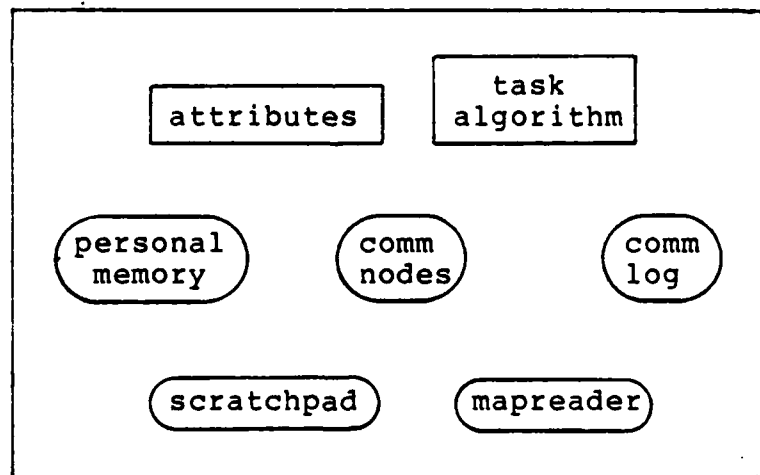 attributes
task
algorithm
personal
memory
comm
nodes
comm
log
scratchpad
mapreader